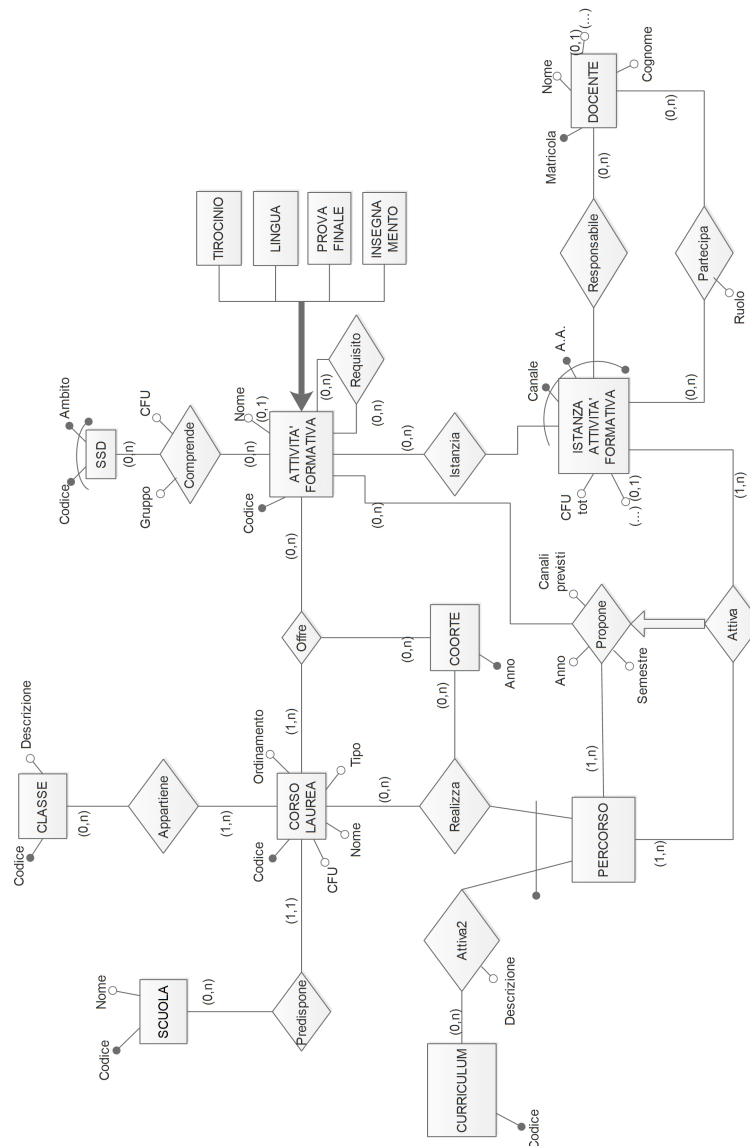 Codice
Nome
SCUOLA
(0,n)
Predispone
(1,1)
Codice
Descrizione
CLASSE
(0,n)
Appartiene
(1,n)
Codice
Ordinamento
CORSO
LAUREA
CFU
Nome
Tipo
(1,n)
Offre
(0,n)
(0,n)
COORTE
Anno
(0,n)
(0,n)
Realizza
CURRICULUM
Codice
(0,n)
Attiva2
Descrizione
PERCORSO
(1,n)
(1,n)
Codice
Ambito
SSD
(0,n)
Comprende
CFU
Gruppo
(0,n)
Codice
Nome
(0,1)
ATTIVITA'
FORMATIVA
TIROCINIO
LINGUA
PROVA
FINALE
INSEGNA
MENTO
(0,n)
Requisito
(0,n)
(0,n)
Istanzia
(0,n)
Canali
previsti
Anno
Propone
Semestre
Attiva
(1,n)
Canale
A.A.
ISTANZA
ATTIVITA'
FORMATIVA
CFU
tot
(...)
(0,1)
Responsabile
(0,n)
(0,n)
Partecipa
Ruolo
(0,n)
Matricola
Nome
(0,1)
(...)
DOCENTE
Cognome